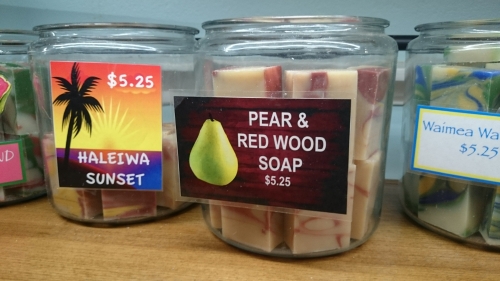 $5.25
HALEIWA
SUNSET
PEAR &
RED WOOD
SOAP
$5.25
Waimea Wa
$5.25